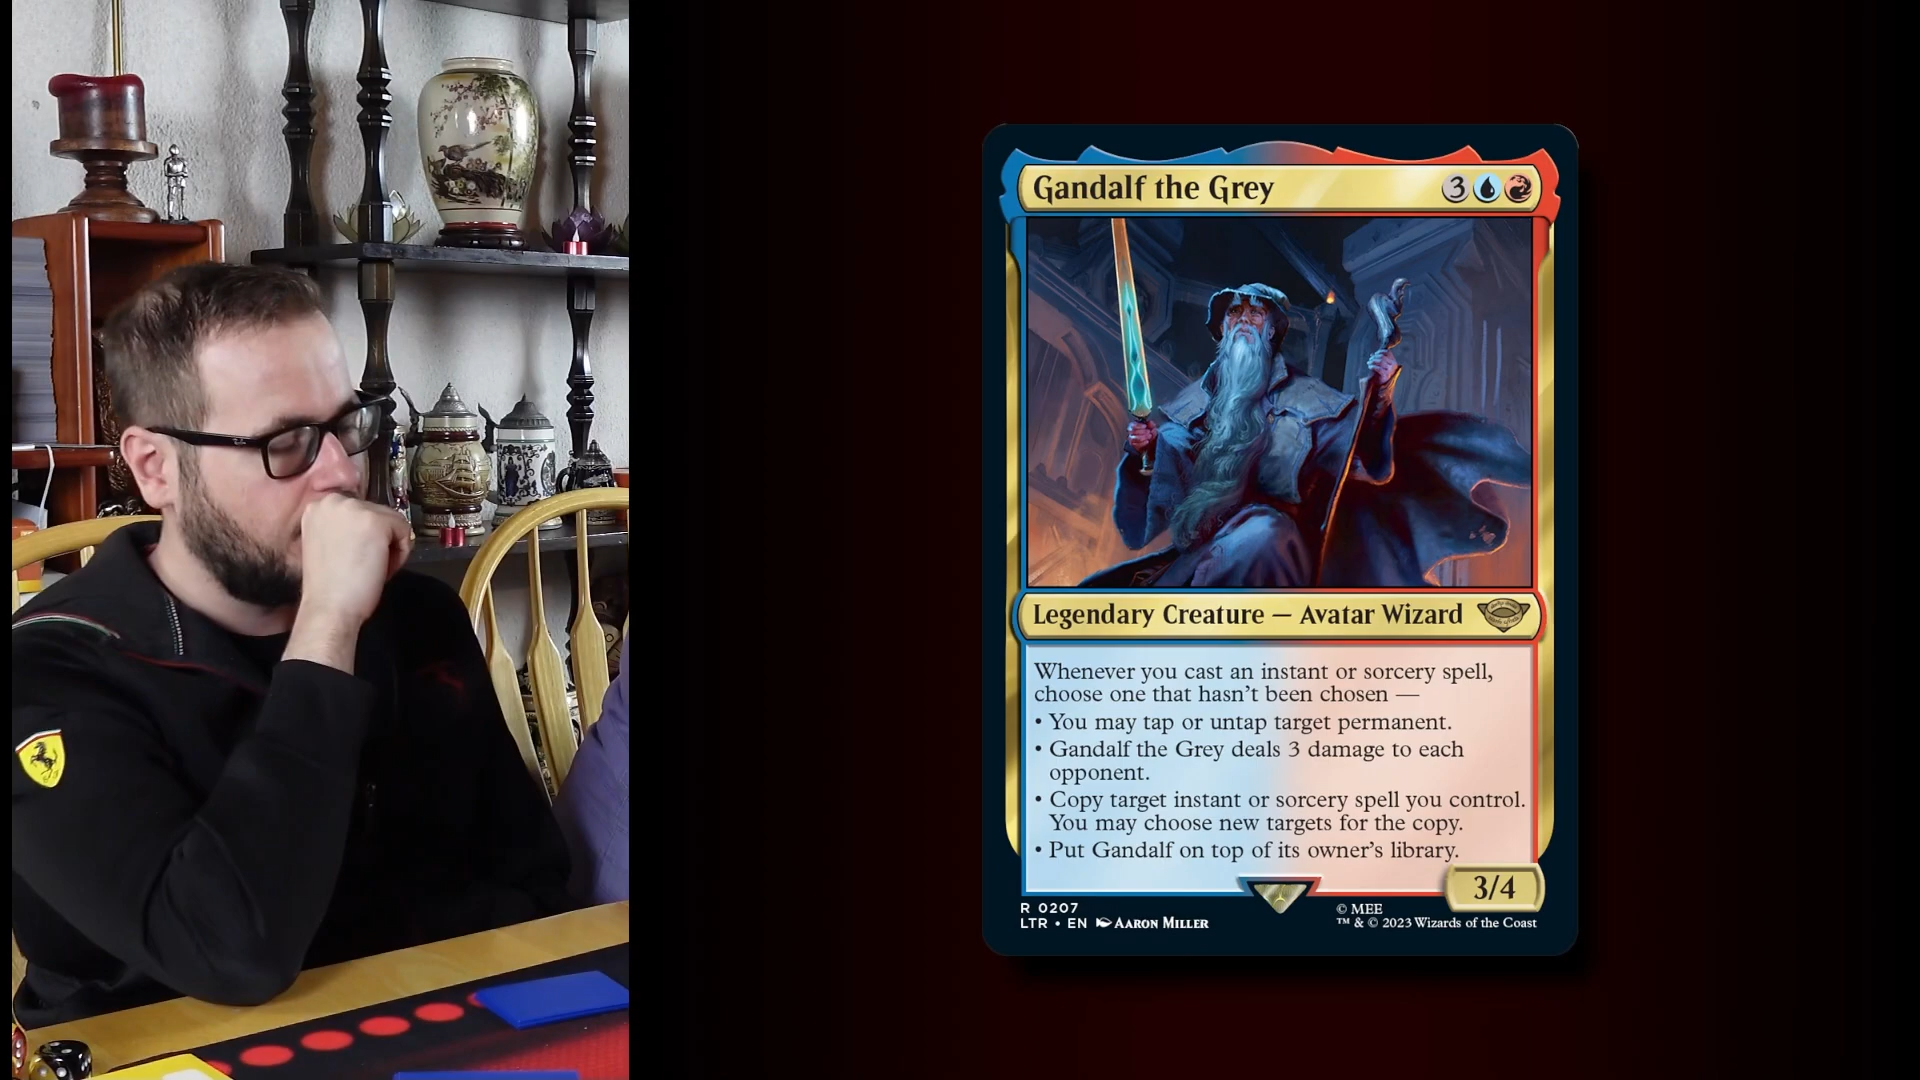 Gandalf the Grey
3
Legendary Creature — Avatar Wizard
Whenever you cast an instant or sorcery spell,
choose one that hasn't been chosen —
• You may tap or untap target permanent.
• Gandalf the Grey deals 3 damage to each
opponent.
• Copy target instant or sorcery spell you control.
You may choose new targets for the copy.
• Put Gandalf on top of its owner's library.
3/4
R 0207
LTR • EN AARON MILLER
© MEE
™ & © 2023 Wizards of the Coast